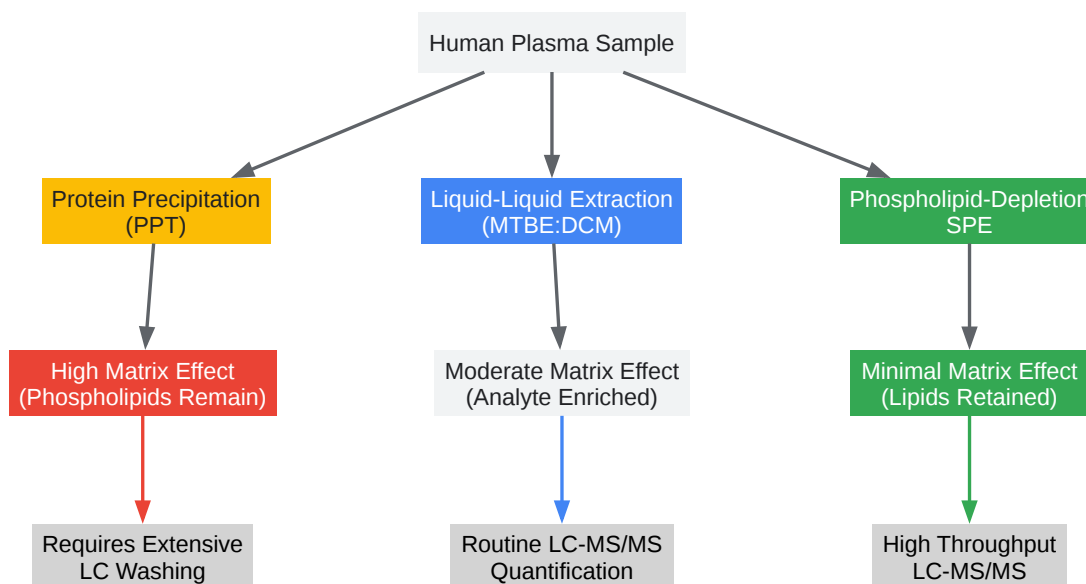 Human Plasma Sample
Protein Precipitation
(PPT)
Liquid-Liquid Extraction
(MTBE:DCM)
Phospholipid-Depletion
SPE
High Matrix Effect
(Phospholipids Remain)
Moderate Matrix Effect
(Analyte Enriched)
Minimal Matrix Effect
(Lipids Retained)
Requires Extensive
LC Washing
Routine LC-MS/MS
Quantification
High Throughput
LC-MS/MS